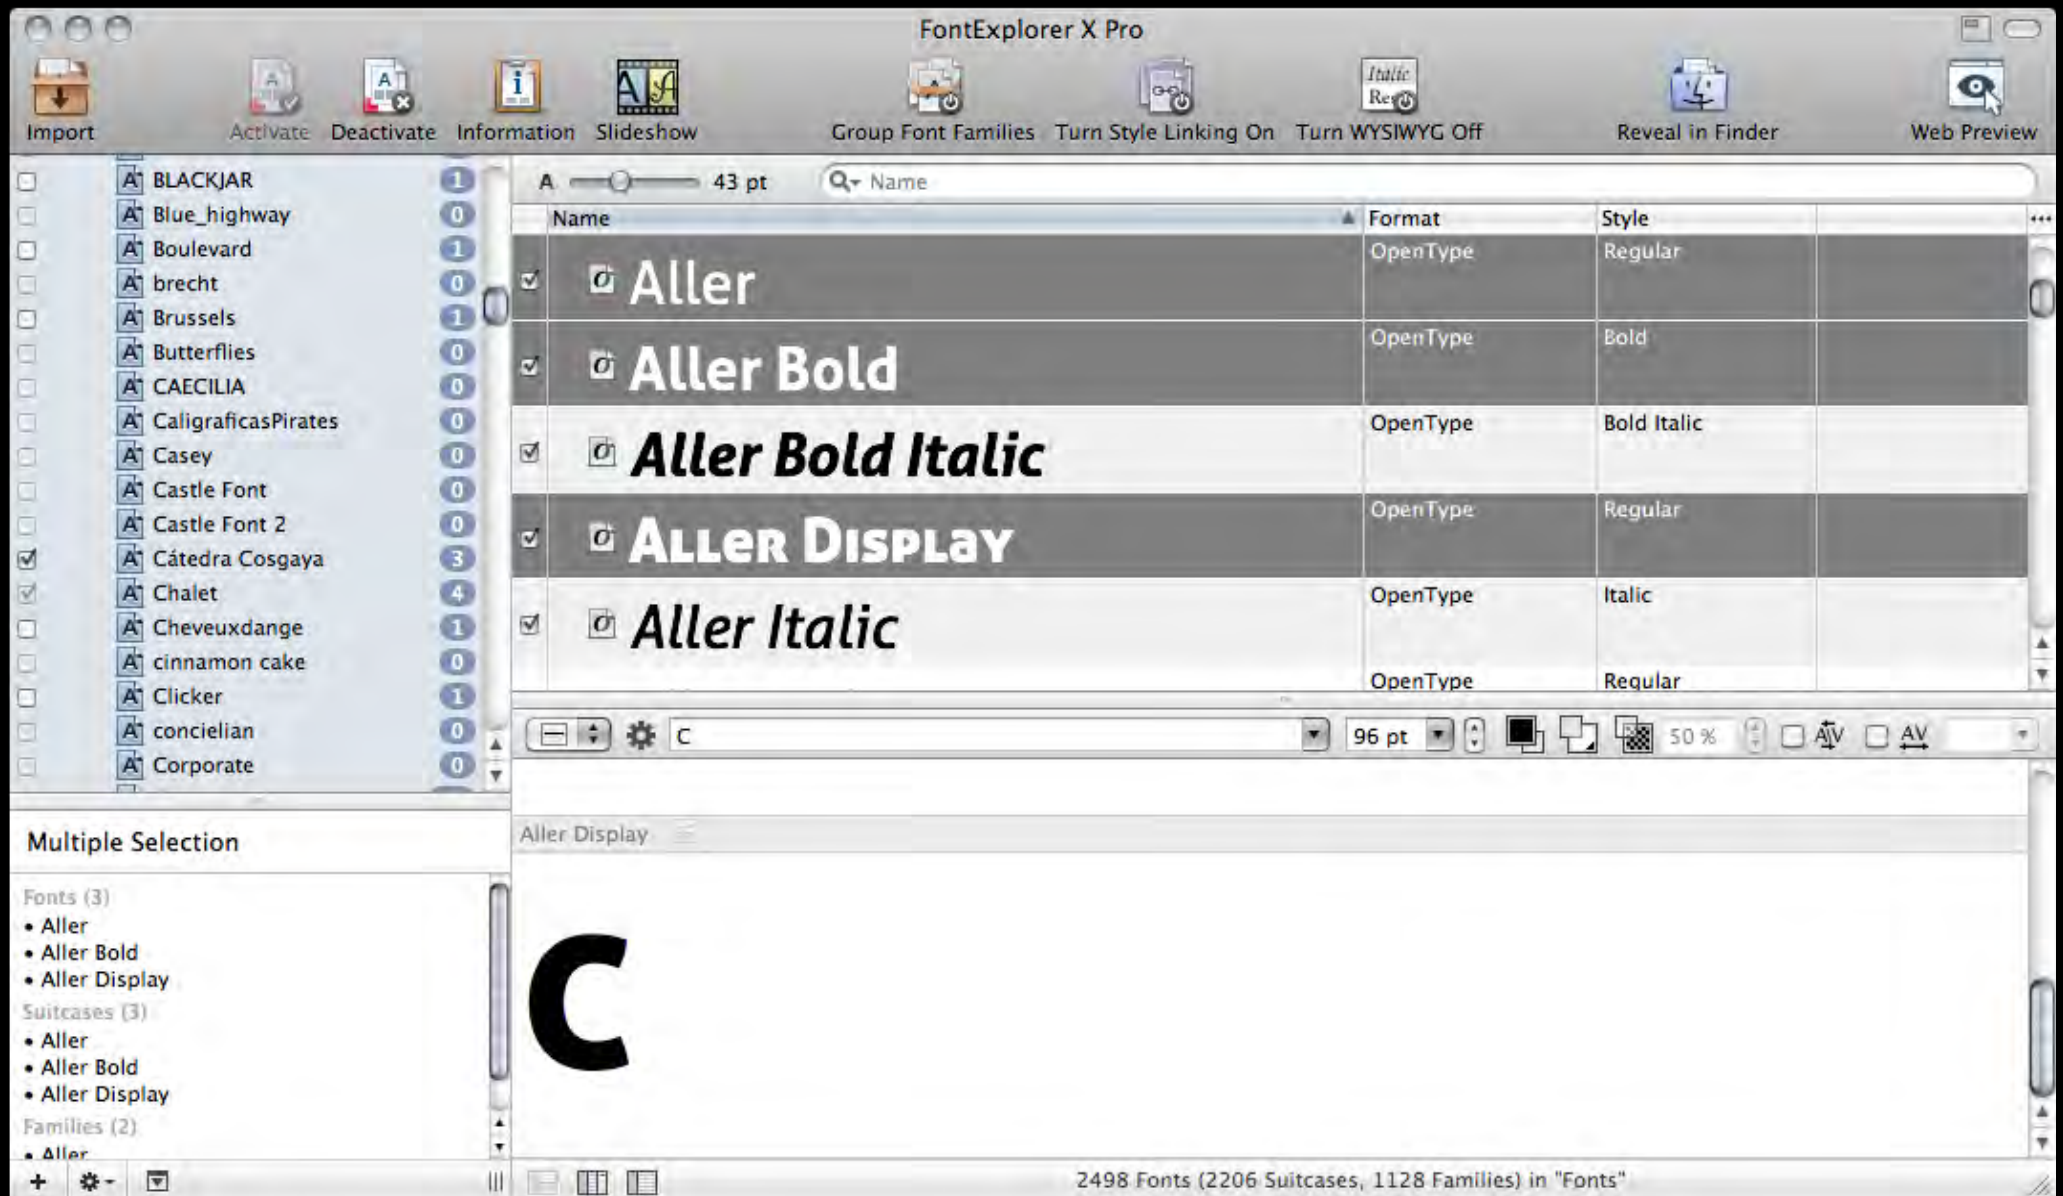 FontExplorer X Pro
Import
Activate
Deactivate
Information
Slideshow
Group Font Families
Turn Style Linking On
Italic
Turn WYSIWYG Off
Reveal in Finder
Web Preview
BLACKJAR 1
Blue_highway 0
Boulevard 1
brecht 0
Brussels 1
Butterflies 0
CAECILIA 0
CaligraficasPirates 0
Casey 0
Castle Font 0
Castle Font 2 0
Cátedra Cosgaya 3
Chalet 4
Cheveuxdange 1
cinnamon cake 0
Clicker 1
concielian 0
Corporate 0
Multiple Selection
Fonts (3)
• Aller
• Aller Bold
• Aller Display
Suitcases (3)
• Aller
• Aller Bold
• Aller Display
Families (2)
• Aller
A 43 pt Name
Name Format Style
Aller OpenType Regular
Aller Bold OpenType Bold
Aller Bold Italic OpenType Bold Italic
Aller Display OpenType Regular
Aller Italic OpenType Italic
OpenType Regular
C 96 pt 50 % AV AV
Aller Display
C
2498 Fonts (2206 Suitcases, 1128 Families) in "Fonts"